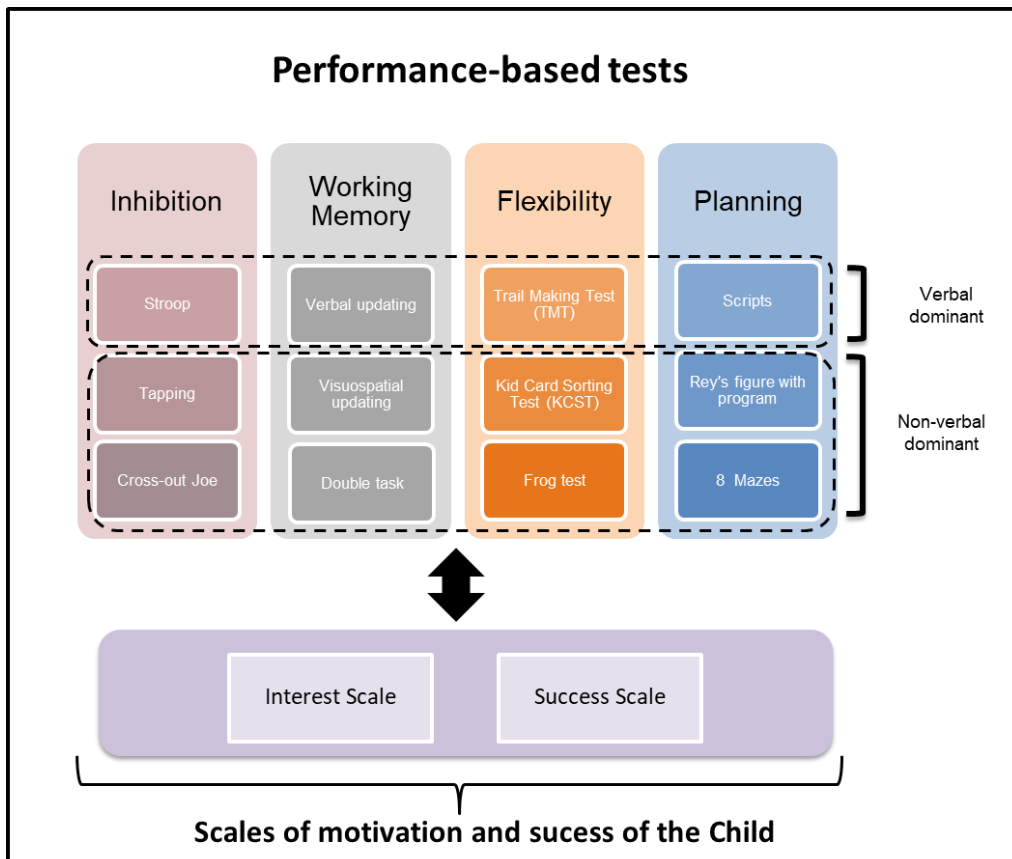 Performance-based tests
Inhibition
Working
Memory
Flexibility
Planning
Stroop
Verbal updating
Trail Making Test
(TMT)
Scripts
Verbal
dominant
Tapping
Visuospatial
updating
Kid Card Sorting
Test (KCST)
Rey's figure with
program
Non-verbal
dominant
Cross-out Joe
Double task
Frog test
8 Mazes
Interest Scale
Success Scale
Scales of motivation and sucess of the Child